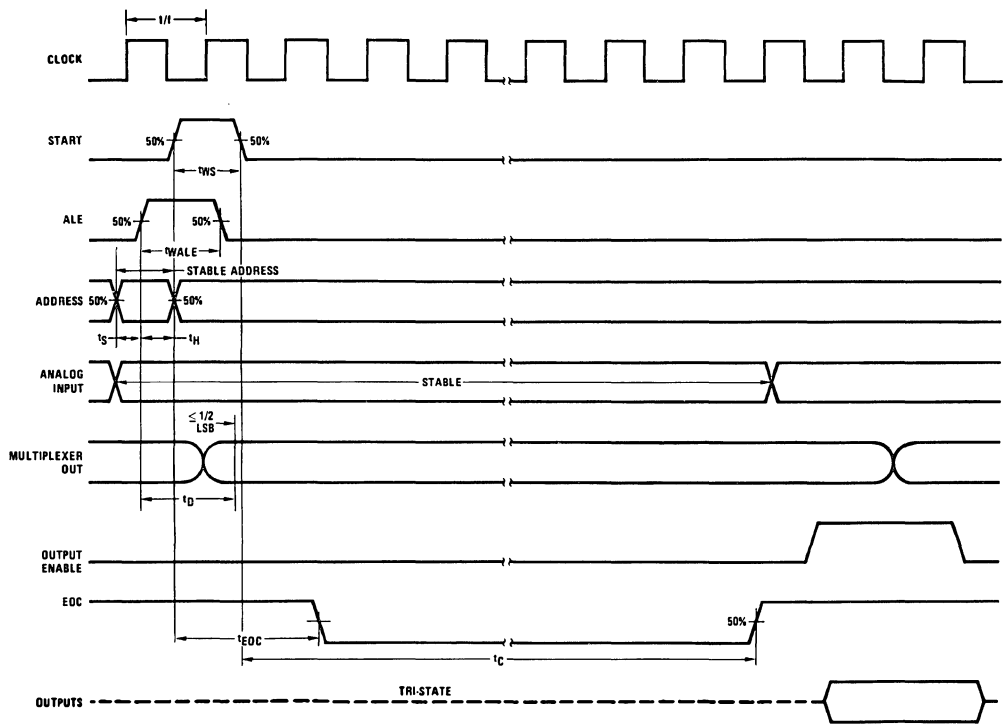 1/f
CLOCK
START
50%
50%
tWS
ALE
50%
50%
tWALE
STABLE ADDRESS
ADDRESS
50%
50%
tS
tH
ANALOG
INPUT
STABLE
≤ 1/2
LSB
MULTIPLEXER
OUT
tD
OUTPUT
ENABLE
EOC
50%
tEOC
tC
TRI-STATE
OUTPUTS